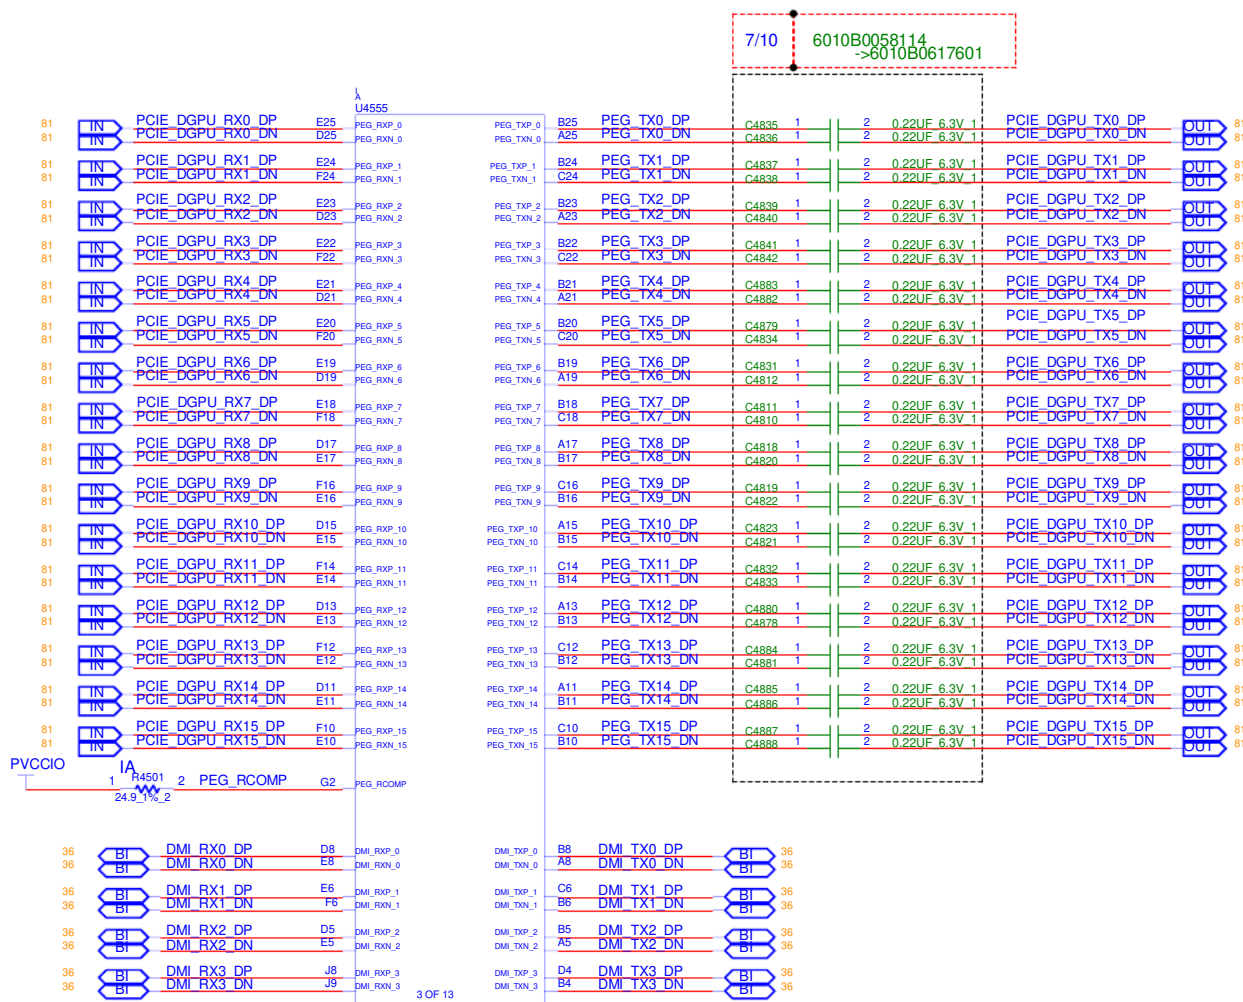 7/10 6010B0058114
->6010B0617601
I
A
U4555
81 IN PCIE_DGPU_RX0_DP E25 PEG_RXP_0 PEG_TXP_0 B25 PEG_TX0_DP C4835 1 2 0.22UF_6.3V_1 PCIE_DGPU_TX0_DP OUT 81
81 IN PCIE_DGPU_RX0_DN D25 PEG_RXN_0 PEG_TXN_0 A25 PEG_TX0_DN C4836 1 2 0.22UF_6.3V_1 PCIE_DGPU_TX0_DN OUT 81
81 IN PCIE_DGPU_RX1_DP E24 PEG_RXP_1 PEG_TXP_1 B24 PEG_TX1_DP C4837 1 2 0.22UF_6.3V_1 PCIE_DGPU_TX1_DP OUT 81
81 IN PCIE_DGPU_RX1_DN F24 PEG_RXN_1 PEG_TXN_1 C24 PEG_TX1_DN C4838 1 2 0.22UF_6.3V_1 PCIE_DGPU_TX1_DN OUT 81
81 IN PCIE_DGPU_RX2_DP E23 PEG_RXP_2 PEG_TXP_2 B23 PEG_TX2_DP C4839 1 2 0.22UF_6.3V_1 PCIE_DGPU_TX2_DP OUT 81
81 IN PCIE_DGPU_RX2_DN D23 PEG_RXN_2 PEG_TXN_2 A23 PEG_TX2_DN C4840 1 2 0.22UF_6.3V_1 PCIE_DGPU_TX2_DN OUT 81
81 IN PCIE_DGPU_RX3_DP E22 PEG_RXP_3 PEG_TXP_3 B22 PEG_TX3_DP C4841 1 2 0.22UF_6.3V_1 PCIE_DGPU_TX3_DP OUT 81
81 IN PCIE_DGPU_RX3_DN F22 PEG_RXN_3 PEG_TXN_3 C22 PEG_TX3_DN C4842 1 2 0.22UF_6.3V_1 PCIE_DGPU_TX3_DN OUT 81
81 IN PCIE_DGPU_RX4_DP E21 PEG_RXP_4 PEG_TXP_4 B21 PEG_TX4_DP C4883 1 2 0.22UF_6.3V_1 PCIE_DGPU_TX4_DP OUT 81
81 IN PCIE_DGPU_RX4_DN D21 PEG_RXN_4 PEG_TXN_4 A21 PEG_TX4_DN C4882 1 2 0.22UF_6.3V_1 PCIE_DGPU_TX4_DN OUT 81
81 IN PCIE_DGPU_RX5_DP E20 PEG_RXP_5 PEG_TXP_5 B20 PEG_TX5_DP C4879 1 2 0.22UF_6.3V_1 PCIE_DGPU_TX5_DP OUT 81
81 IN PCIE_DGPU_RX5_DN F20 PEG_RXN_5 PEG_TXN_5 C20 PEG_TX5_DN C4834 1 2 0.22UF_6.3V_1 PCIE_DGPU_TX5_DN OUT 81
81 IN PCIE_DGPU_RX6_DP E19 PEG_RXP_6 PEG_TXP_6 B19 PEG_TX6_DP C4831 1 2 0.22UF_6.3V_1 PCIE_DGPU_TX6_DP OUT 81
81 IN PCIE_DGPU_RX6_DN D19 PEG_RXN_6 PEG_TXN_6 A19 PEG_TX6_DN C4812 1 2 0.22UF_6.3V_1 PCIE_DGPU_TX6_DN OUT 81
81 IN PCIE_DGPU_RX7_DP E18 PEG_RXP_7 PEG_TXP_7 B18 PEG_TX7_DP C4811 1 2 0.22UF_6.3V_1 PCIE_DGPU_TX7_DP OUT 81
81 IN PCIE_DGPU_RX7_DN F18 PEG_RXN_7 PEG_TXN_7 C18 PEG_TX7_DN C4810 1 2 0.22UF_6.3V_1 PCIE_DGPU_TX7_DN OUT 81
81 IN PCIE_DGPU_RX8_DP D17 PEG_RXP_8 PEG_TXP_8 A17 PEG_TX8_DP C4818 1 2 0.22UF_6.3V_1 PCIE_DGPU_TX8_DP OUT 81
81 IN PCIE_DGPU_RX8_DN E17 PEG_RXN_8 PEG_TXN_8 B17 PEG_TX8_DN C4820 1 2 0.22UF_6.3V_1 PCIE_DGPU_TX8_DN OUT 81
81 IN PCIE_DGPU_RX9_DP F16 PEG_RXP_9 PEG_TXP_9 C16 PEG_TX9_DP C4819 1 2 0.22UF_6.3V_1 PCIE_DGPU_TX9_DP OUT 81
81 IN PCIE_DGPU_RX9_DN E16 PEG_RXN_9 PEG_TXN_9 B16 PEG_TX9_DN C4822 1 2 0.22UF_6.3V_1 PCIE_DGPU_TX9_DN OUT 81
81 IN PCIE_DGPU_RX10_DP D15 PEG_RXP_10 PEG_TXP_10 A15 PEG_TX10_DP C4823 1 2 0.22UF_6.3V_1 PCIE_DGPU_TX10_DP OUT 81
81 IN PCIE_DGPU_RX10_DN E15 PEG_RXN_10 PEG_TXN_10 B15 PEG_TX10_DN C4821 1 2 0.22UF_6.3V_1 PCIE_DGPU_TX10_DN OUT 81
81 IN PCIE_DGPU_RX11_DP F14 PEG_RXP_11 PEG_TXP_11 C14 PEG_TX11_DP C4832 1 2 0.22UF_6.3V_1 PCIE_DGPU_TX11_DP OUT 81
81 IN PCIE_DGPU_RX11_DN E14 PEG_RXN_11 PEG_TXN_11 B14 PEG_TX11_DN C4833 1 2 0.22UF_6.3V_1 PCIE_DGPU_TX11_DN OUT 81
81 IN PCIE_DGPU_RX12_DP D13 PEG_RXP_12 PEG_TXP_12 A13 PEG_TX12_DP C4880 1 2 0.22UF_6.3V_1 PCIE_DGPU_TX12_DP OUT 81
81 IN PCIE_DGPU_RX12_DN E13 PEG_RXN_12 PEG_TXN_12 B13 PEG_TX12_DN C4878 1 2 0.22UF_6.3V_1 PCIE_DGPU_TX12_DN OUT 81
81 IN PCIE_DGPU_RX13_DP F12 PEG_RXP_13 PEG_TXP_13 C12 PEG_TX13_DP C4884 1 2 0.22UF_6.3V_1 PCIE_DGPU_TX13_DP OUT 81
81 IN PCIE_DGPU_RX13_DN E12 PEG_RXN_13 PEG_TXN_13 B12 PEG_TX13_DN C4881 1 2 0.22UF_6.3V_1 PCIE_DGPU_TX13_DN OUT 81
81 IN PCIE_DGPU_RX14_DP D11 PEG_RXP_14 PEG_TXP_14 A11 PEG_TX14_DP C4885 1 2 0.22UF_6.3V_1 PCIE_DGPU_TX14_DP OUT 81
81 IN PCIE_DGPU_RX14_DN E11 PEG_RXN_14 PEG_TXN_14 B11 PEG_TX14_DN C4886 1 2 0.22UF_6.3V_1 PCIE_DGPU_TX14_DN OUT 81
81 IN PCIE_DGPU_RX15_DP F10 PEG_RXP_15 PEG_TXP_15 C10 PEG_TX15_DP C4887 1 2 0.22UF_6.3V_1 PCIE_DGPU_TX15_DP OUT 81
81 IN PCIE_DGPU_RX15_DN E10 PEG_RXN_15 PEG_TXN_15 B10 PEG_TX15_DN C4888 1 2 0.22UF_6.3V_1 PCIE_DGPU_TX15_DN OUT 81
PVCCIO IA
1 R4501 2 PEG_RCOMP G2 PEG_RCOMP
24.9_1%_2
36 BI DMI_RX0_DP D8 DMI_RXP_0 DMI_TXP_0 B8 DMI_TX0_DP BI 36
36 BI DMI_RX0_DN E8 DMI_RXN_0 DMI_TXN_0 A8 DMI_TX0_DN BI 36
36 BI DMI_RX1_DP E6 DMI_RXP_1 DMI_TXP_1 C6 DMI_TX1_DP BI 36
36 BI DMI_RX1_DN F6 DMI_RXN_1 DMI_TXN_1 B6 DMI_TX1_DN BI 36
36 BI DMI_RX2_DP D5 DMI_RXP_2 DMI_TXP_2 B5 DMI_TX2_DP BI 36
36 BI DMI_RX2_DN E5 DMI_RXN_2 DMI_TXN_2 A5 DMI_TX2_DN BI 36
36 BI DMI_RX3_DP J8 DMI_RXP_3 DMI_TXP_3 D4 DMI_TX3_DP BI 36
36 BI DMI_RX3_DN J9 DMI_RXN_3 DMI_TXN_3 B4 DMI_TX3_DN BI 36
3 OF 13